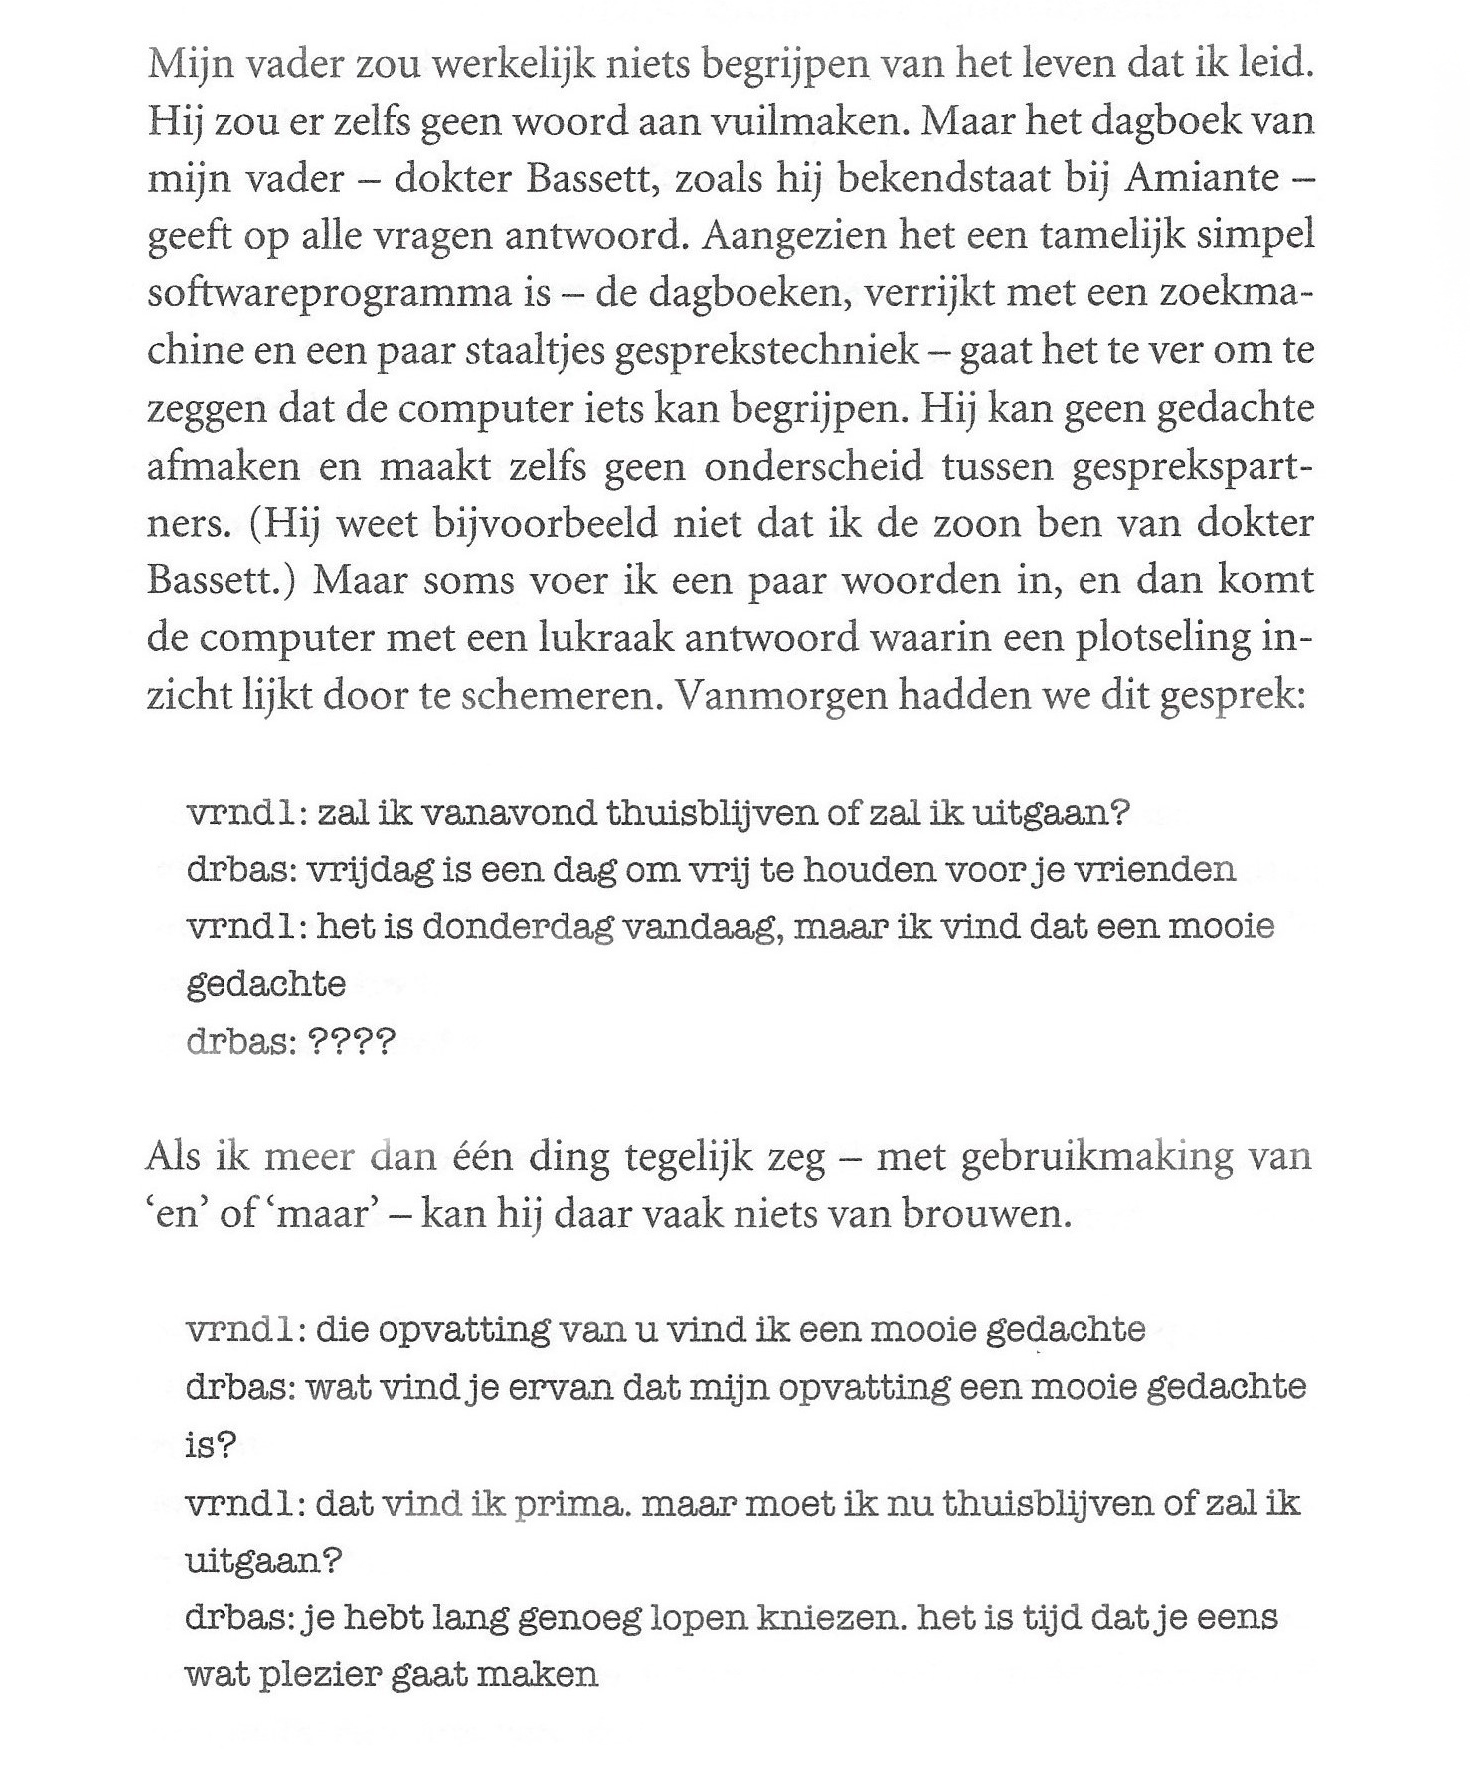 Mijn vader zou werkelijk niets begrijpen van het leven dat ik leid.
Hij zou er zelfs geen woord aan vuilmaken. Maar het dagboek van
mijn vader – dokter Bassett, zoals hij bekendstaat bij Amiante –
geeft op alle vragen antwoord. Aangezien het een tamelijk simpel
softwareprogramma is – de dagboeken, verrijkt met een zoekma-
chine en een paar staaltjes gesprekstechniek – gaat het te ver om te
zeggen dat de computer iets kan begrijpen. Hij kan geen gedachte
afmaken en maakt zelfs geen onderscheid tussen gesprekspart-
ners. (Hij weet bijvoorbeeld niet dat ik de zoon ben van dokter
Bassett.) Maar soms voer ik een paar woorden in, en dan komt
de computer met een lukraak antwoord waarin een plotseling in-
zicht lijkt door te schemeren. Vanmorgen hadden we dit gesprek:
vrnd1: zal ik vanavond thuisblijven of zal ik uitgaan?
drbas: vrijdag is een dag om vrij te houden voor je vrienden
vrnd1: het is donderdag vandaag, maar ik vind dat een mooie
gedachte
drbas: ????
Als ik meer dan één ding tegelijk zeg – met gebruikmaking van
‘en’ of ‘maar’ – kan hij daar vaak niets van brouwen.
vrnd1: die opvatting van u vind ik een mooie gedachte
drbas: wat vind je ervan dat mijn opvatting een mooie gedachte
is?
vrnd1: dat vind ik prima. maar moet ik nu thuisblijven of zal ik
uitgaan?
drbas: je hebt lang genoeg lopen kniezen. het is tijd dat je eens
wat plezier gaat maken